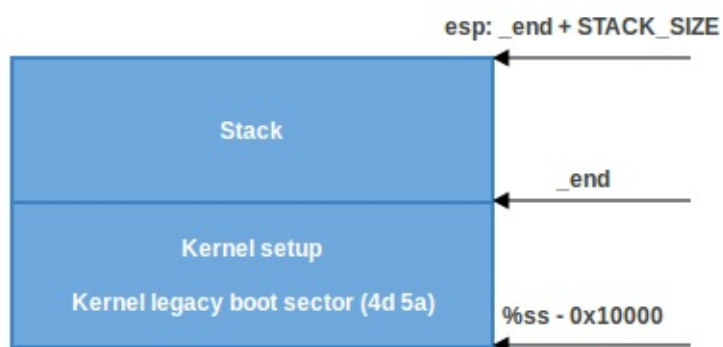 esp: _end + STACK_SIZE
Stack
_end
Kernel setup
Kernel legacy boot sector (4d 5a)
%ss - 0x10000